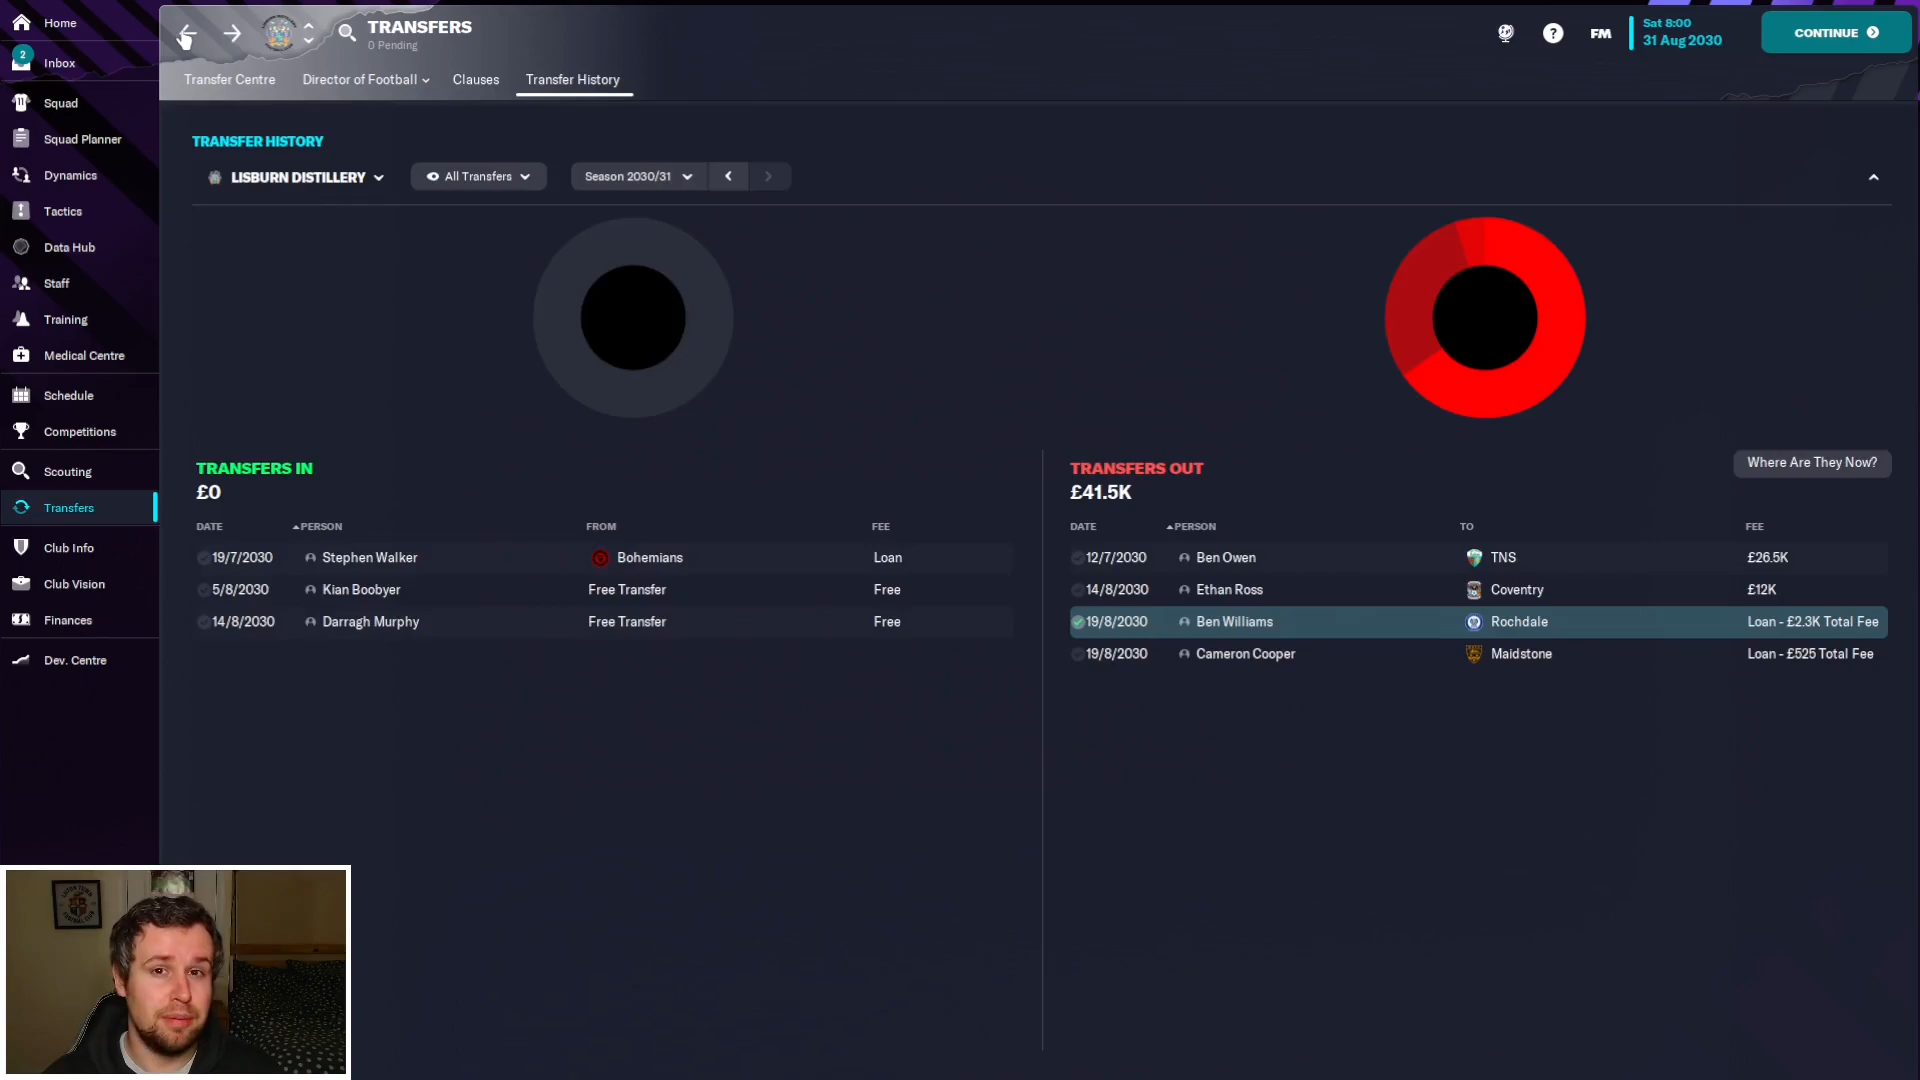 Home
2
Inbox
Squad
Squad Planner
Dynamics
Tactics
Data Hub
Staff
Training
Medical Centre
Schedule
Competitions
Scouting
Transfers
Club Info
Club Vision
Finances
Dev. Centre
TRANSFERS
0 Pending
? FM
Sat 8:00
31 Aug 2030
CONTINUE
Transfer Centre Director of Football Clauses Transfer History
TRANSFER HISTORY
LISBURN DISTILLERY All Transfers Season 2030/31
TRANSFERS IN
£0
DATE PERSON FROM FEE
19/7/2030 Stephen Walker Bohemians Loan
5/8/2030 Kian Boobyer Free Transfer Free
14/8/2030 Darragh Murphy Free Transfer Free
TRANSFERS OUT
£41.5K
Where Are They Now?
DATE PERSON TO FEE
12/7/2030 Ben Owen TNS £26.5K
14/8/2030 Ethan Ross Coventry £12K
19/8/2030 Ben Williams Rochdale Loan - £2.3K Total Fee
19/8/2030 Cameron Cooper Maidstone Loan - £525 Total Fee